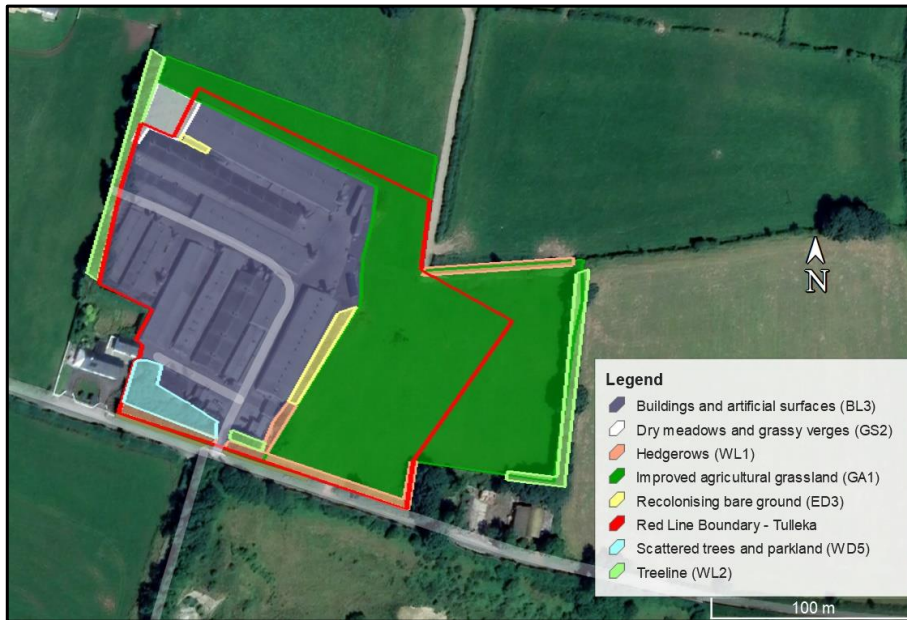 N
Legend
Buildings and artificial surfaces (BL3)
Dry meadows and grassy verges (GS2)
Hedgerows (WL1)
Improved agricultural grassland (GA1)
Recolonising bare ground (ED3)
Red Line Boundary - Tulleka
Scattered trees and parkland (WD5)
Treeline (WL2)
100 m